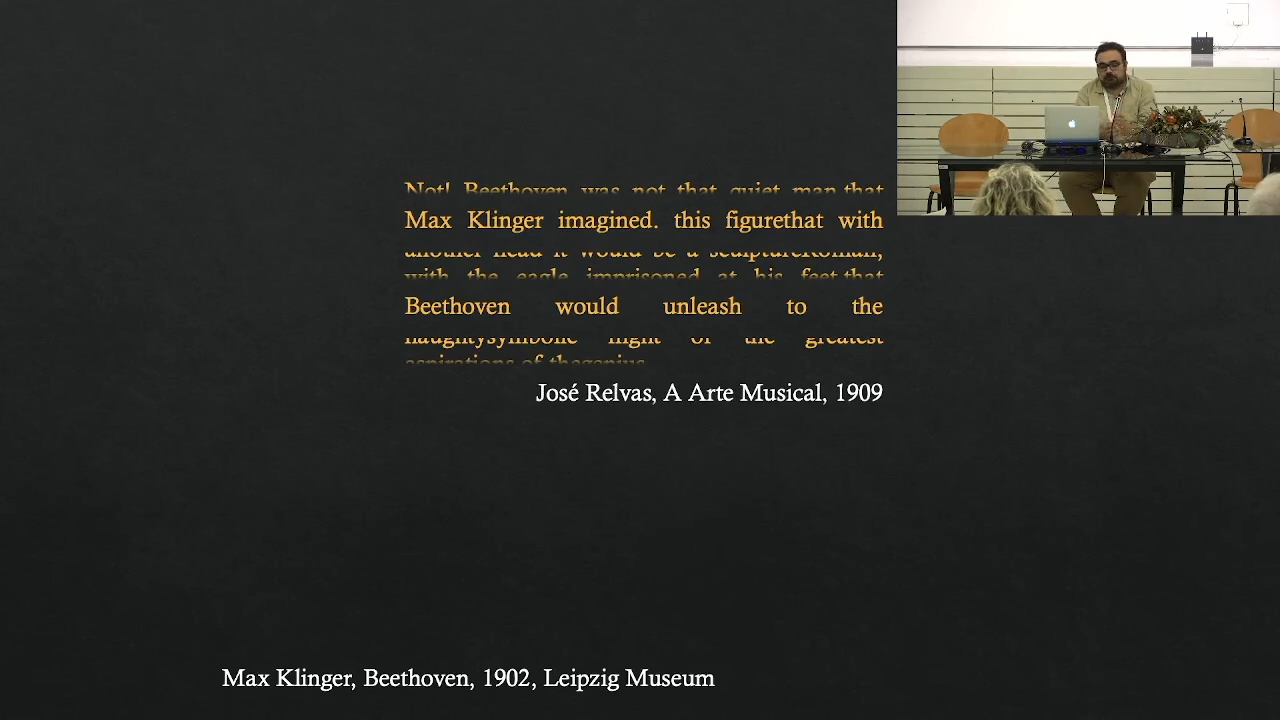 Not! Beethoven was not that quiet man that
Max Klinger imagined. this figurethat with
another head it would be a sculptureRoman,
with the eagle imprisoned at his feet that
Beethoven would unleash to the
haughtysymbolic flight of the greatest
aspirations of thegenius
José Relvas, A Arte Musical, 1909
Max Klinger, Beethoven, 1902, Leipzig Museum